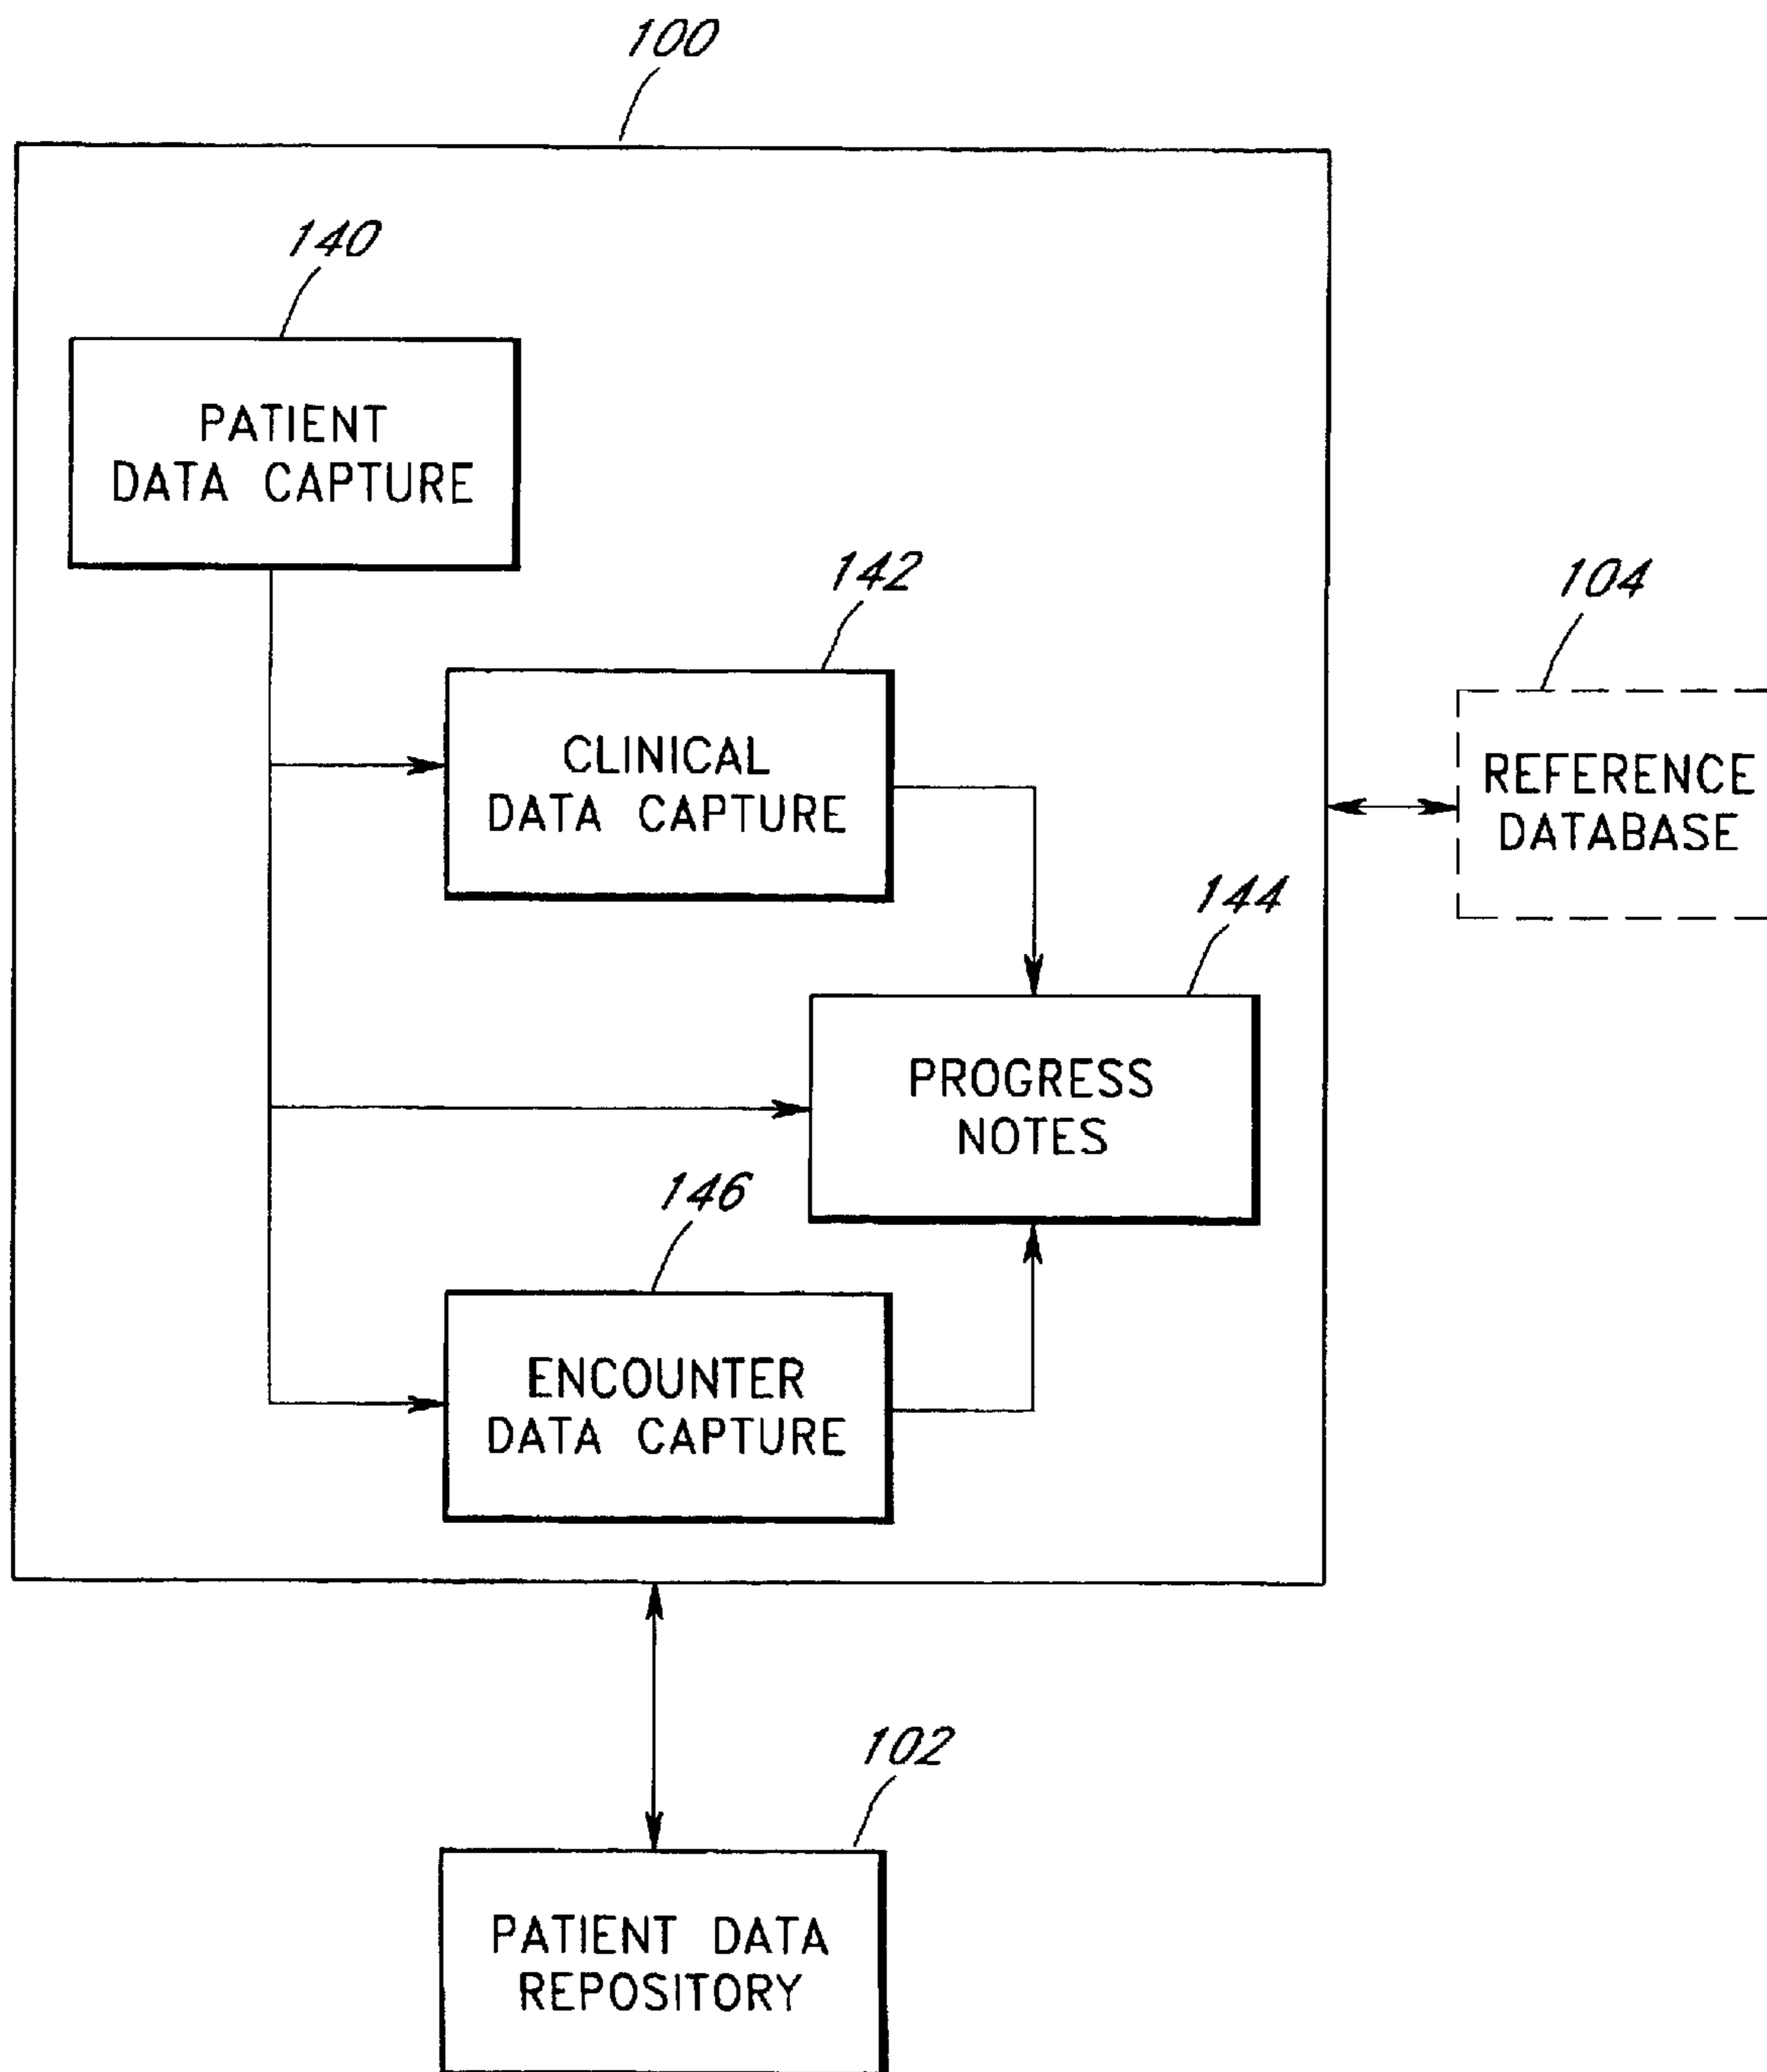 100
140
PATIENT
DATA CAPTURE
142
CLINICAL
DATA CAPTURE
104
REFERENCE
DATABASE
144
PROGRESS
NOTES
146
ENCOUNTER
DATA CAPTURE
102
PATIENT DATA
REPOSITORY